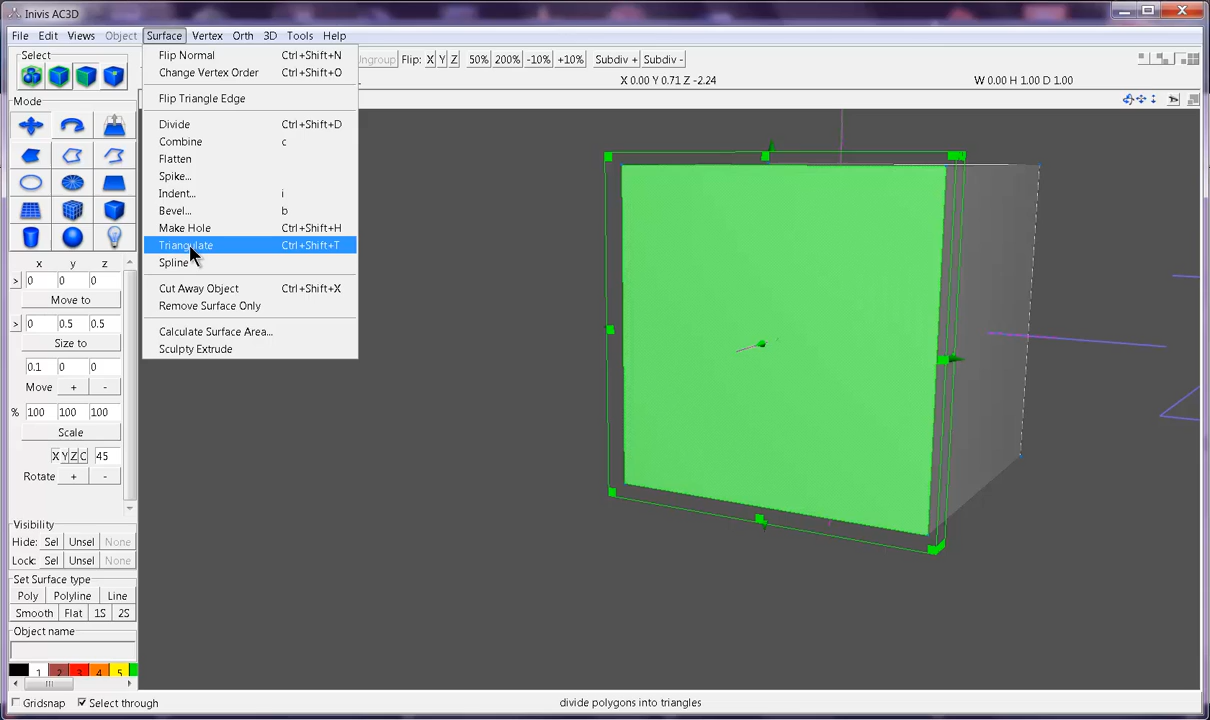 Inivis AC3D
File Edit Views Object Surface Vertex Orth 3D Tools Help
Select
Ungroup Flip: X Y Z 50% 200% -10% +10% Subdiv + Subdiv -
X 0.00 Y 0.71 Z -2.24 W 0.00 H 1.00 D 1.00
Mode
Flip Normal Ctrl+Shift+N
Change Vertex Order Ctrl+Shift+O
Flip Triangle Edge
Divide Ctrl+Shift+D
Combine c
Flatten
Spike...
Indent... i
Bevel... b
Make Hole Ctrl+Shift+H
Triangulate Ctrl+Shift+T
Spline
Cut Away Object Ctrl+Shift+X
Remove Surface Only
Calculate Surface Area...
Sculpty Extrude
x y z
> 0 0 0
Move to
> 0 0.5 0.5
Size to
0.1 0 0
Move + -
% 100 100 100
Scale
X Y Z C 45
Rotate + -
Visibility
Hide: Sel Unsel None
Lock: Sel Unsel None
Set Surface type
Poly Polyline Line
Smooth Flat 1S 2S
Object name
1 2 3 4 5
Gridsnap Select through divide polygons into triangles